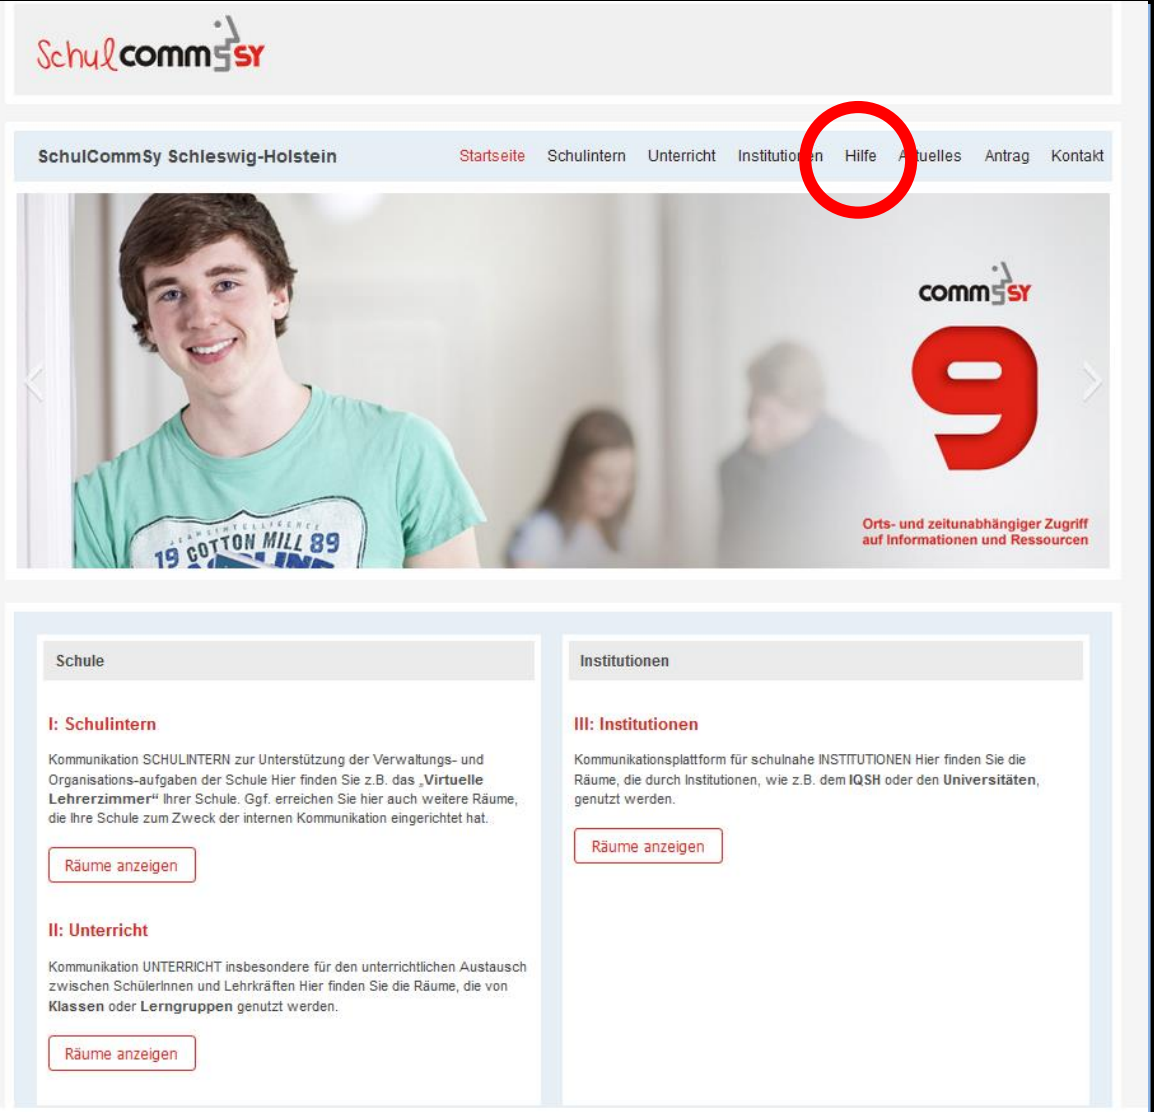 Schulcommsy
SchulCommSy Schleswig-Holstein
Startseite Schulintern Unterricht Institutionen Hilfe Aktuelles Antrag Kontakt
commsy
9
Orts- und zeitunabhängiger Zugriff
auf Informationen und Ressourcen
19 COTTON MILL 89
Schule
I: Schulintern
Kommunikation SCHULINTERN zur Unterstützung der Verwaltungs- und
Organisations-aufgaben der Schule Hier finden Sie z.B. das „Virtuelle
Lehrerzimmer“ Ihrer Schule. Ggf. erreichen Sie hier auch weitere Räume,
die Ihre Schule zum Zweck der internen Kommunikation eingerichtet hat.
Räume anzeigen
II: Unterricht
Kommunikation UNTERRICHT insbesondere für den unterrichtlichen Austausch
zwischen SchülerInnen und Lehrkräften Hier finden Sie die Räume, die von
Klassen oder Lerngruppen genutzt werden.
Räume anzeigen
Institutionen
III: Institutionen
Kommunikationsplattform für schulnahe INSTITUTIONEN Hier finden Sie die
Räume, die durch Institutionen, wie z.B. dem IQSH oder den Universitäten,
genutzt werden.
Räume anzeigen